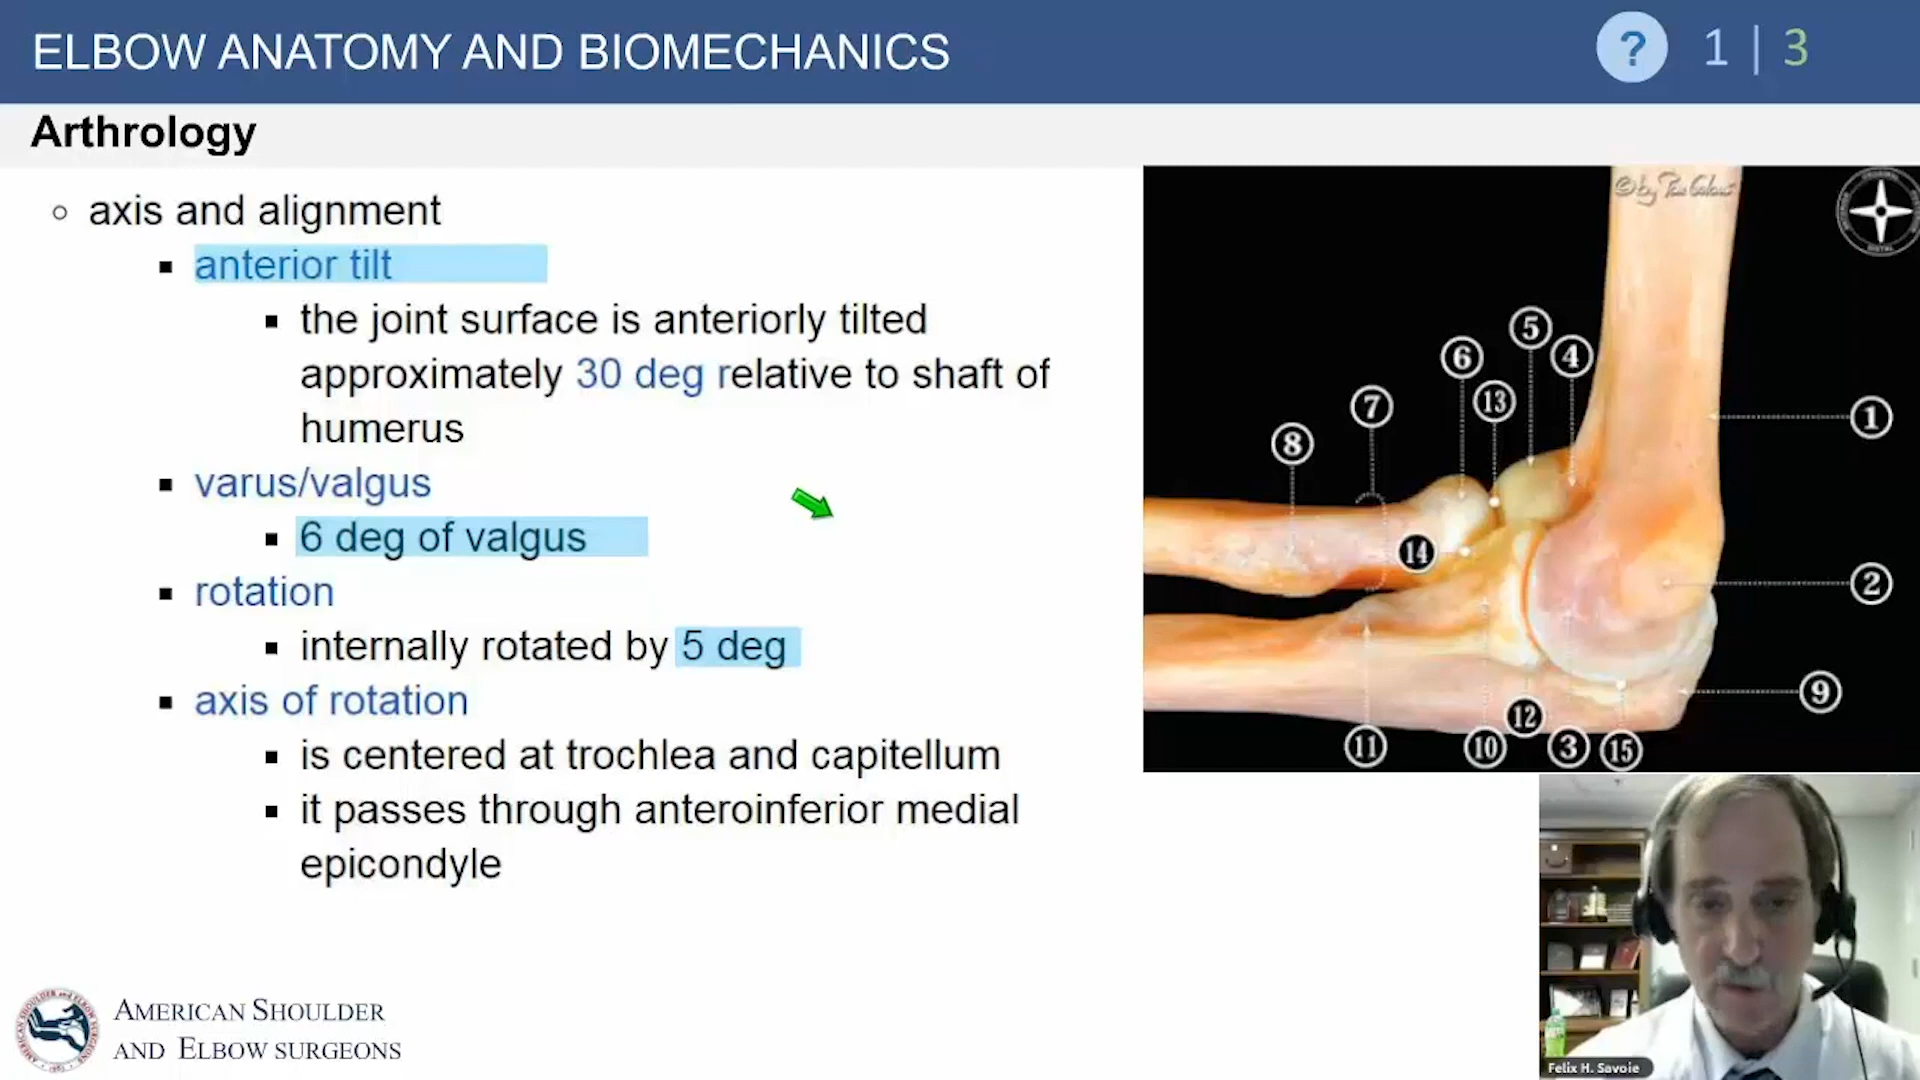 ELBOW ANATOMY AND BIOMECHANICS
? 1 | 3
Arthrology
axis and alignment
anterior tilt
the joint surface is anteriorly tilted
approximately 30 deg relative to shaft of
humerus
varus/valgus
6 deg of valgus
rotation
internally rotated by 5 deg
axis of rotation
is centered at trochlea and capitellum
it passes through anteroinferior medial
epicondyle
©by
5
6
4
13
7
1
8
14
2
9
12
11
10
3
15
AMERICAN SHOULDER
AND ELBOW SURGEONS
Felix H. Savoie